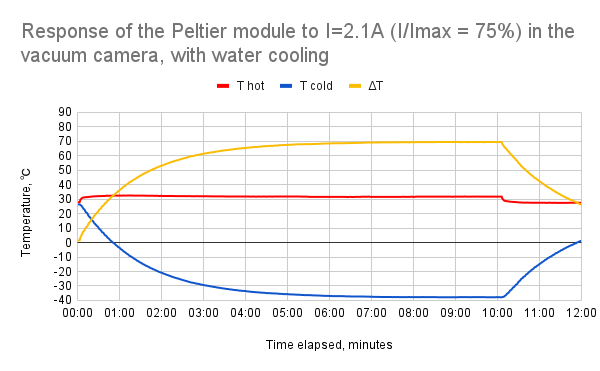 Response of the Peltier module to I=2.1A (I/Imax = 75%) in the
vacuum camera, with water cooling
T hot T cold ΔT
90
80
70
60
50
40
30
20
10
0
-10
-20
-30
-40
Temperature, °C
00:00 01:00 02:00 03:00 04:00 05:00 06:00 07:00 08:00 09:00 10:00 11:00 12:00
Time elapsed, minutes